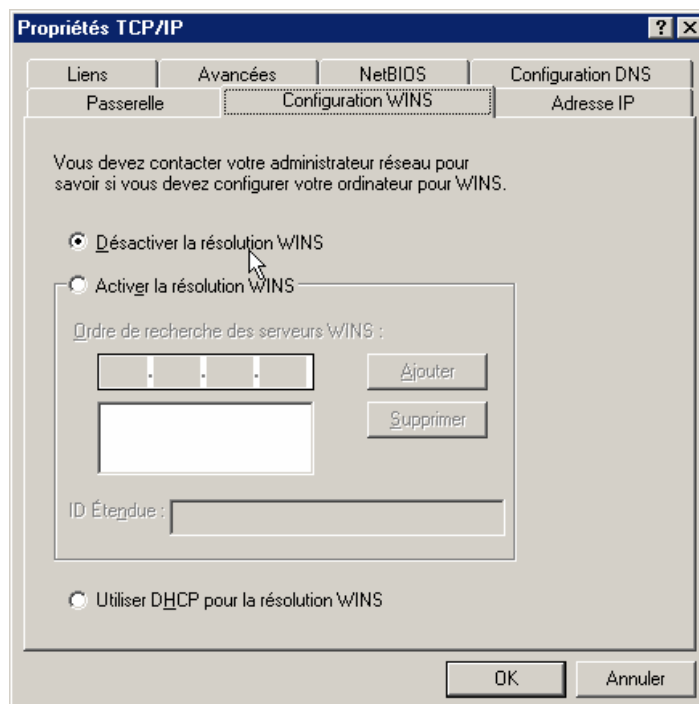 Propriétés TCP/IP
Liens Avancées NetBIOS Configuration DNS
Passerelle Configuration WINS Adresse IP
Vous devez contacter votre administrateur réseau pour
savoir si vous devez configurer votre ordinateur pour WINS.
Désactiver la résolution WINS
Activer la résolution WINS
Ordre de recherche des serveurs WINS :
Ajouter
Supprimer
ID Étendue :
Utiliser DHCP pour la résolution WINS
OK Annuler